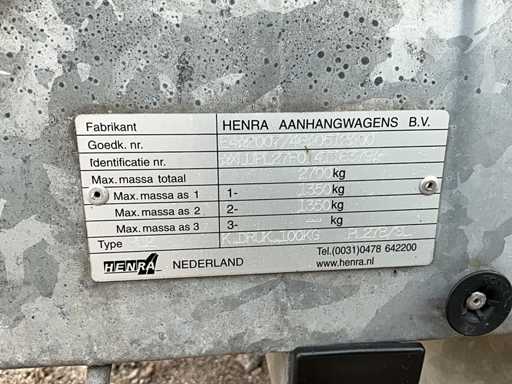 Fabrikant HENRA AANHANGWAGENS B.V.
Goedk. nr.
Identificatie nr.
Max. massa totaal 2700 kg
Max. massa as 1 1- 1350 kg
Max. massa as 2 2- 1350 kg
Max. massa as 3 3- --- kg
Type K_DRUK_100KG
HENRA NEDERLAND
Tel.(0031)0478 642200
www.henra.nl